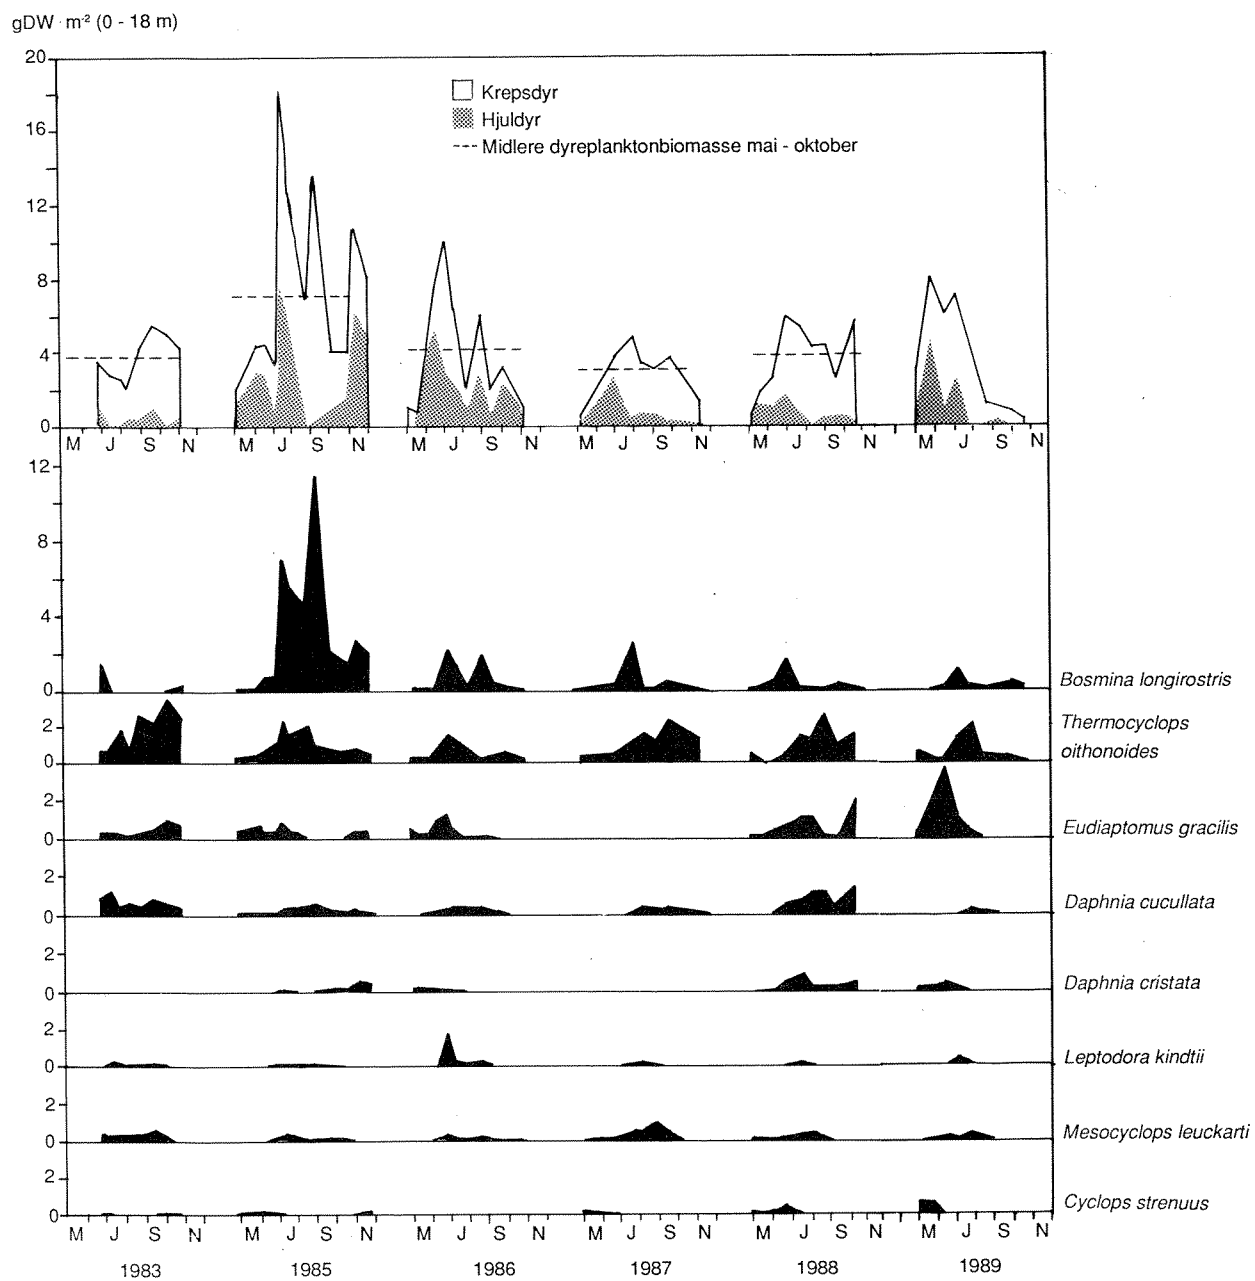 gDW · m⁻² (0 - 18 m)
20
16
12
8
4
0
Krepsdyr
Hjuldyr
Midlere dyreplanktonbiomasse mai - oktober
M J S N M J S N M J S N M J S N M J S N M J S N
12
8
4
0
Bosmina longirostris
2
0
Thermocyclops
oithonoides
2
0
Eudiaptomus gracilis
2
0
Daphnia cucullata
2
0
Daphnia cristata
2
0
Leptodora kindtii
2
0
Mesocyclops leuckarti
2
0
Cyclops strenuus
M J S N M J S N M J S N M J S N M J S N M J S N
1983 1985 1986 1987 1988 1989